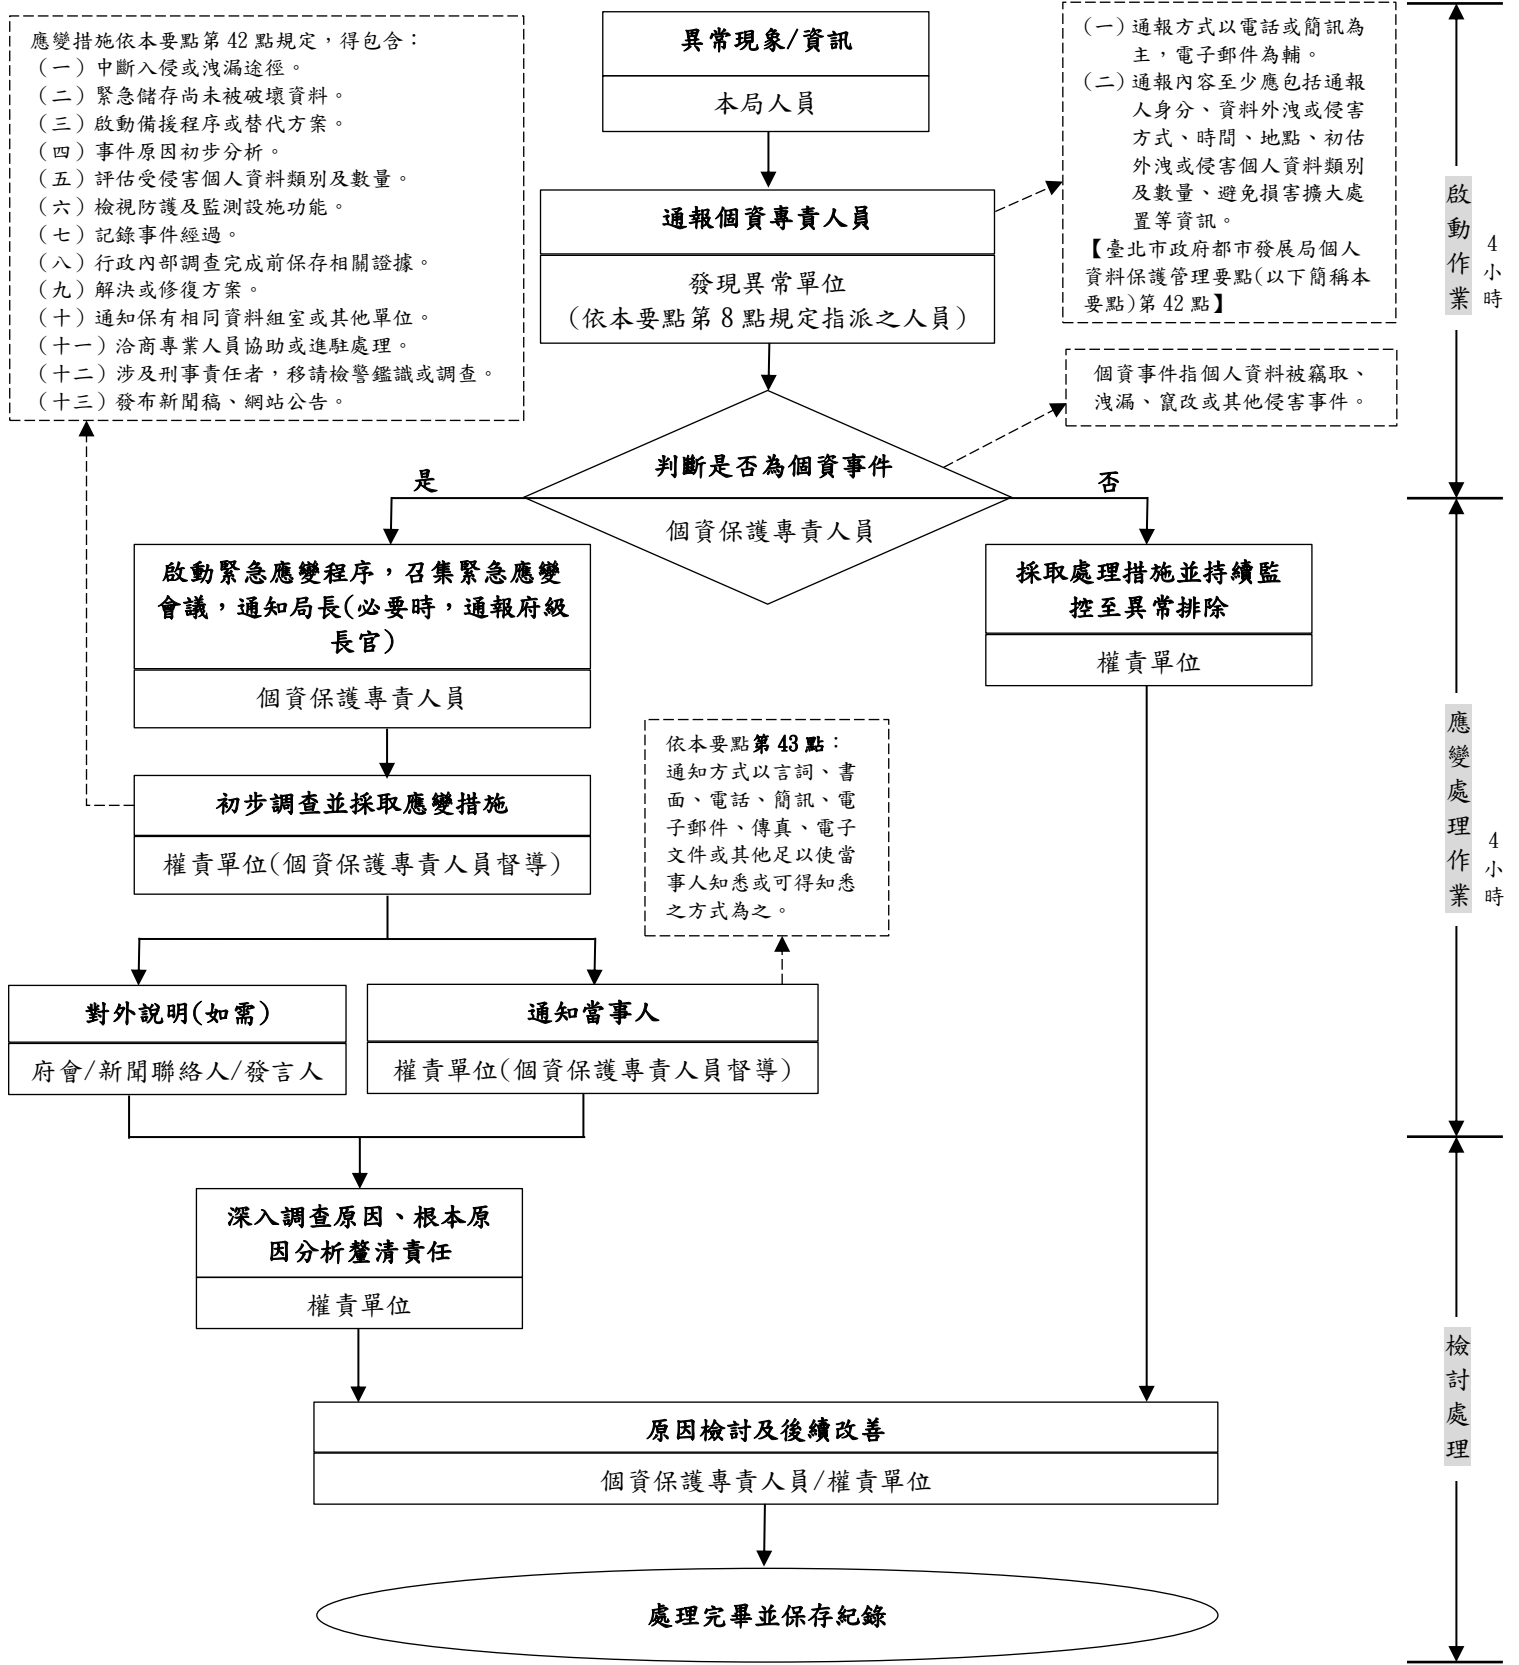 應變措施依本要點第42點規定，得包含：
（一）中斷入侵或洩漏途徑。
（二）緊急儲存尚未被破壞資料。
（三）啟動備援程序或替代方案。
（四）事件原因初步分析。
（五）評估受侵害個人資料類別及數量。
（六）檢視防護及監測設施功能。
（七）記錄事件經過。
（八）行政內部調查完成前保存相關證據。
（九）解決或修復方案。
（十）通知保有相同資料組室或其他單位。
（十一）洽商專業人員協助或進駐處理。
（十二）涉及刑事責任者，移請檢警鑑識或調查。
（十三）發布新聞稿、網站公告。
異常現象/資訊
本局人員
（一）通報方式以電話或簡訊為
主，電子郵件為輔。
（二）通報內容至少應包括通報
人身分、資料外洩或侵害
方式、時間、地點、初估
外洩或侵害個人資料類別
及數量、避免損害擴大處
置等資訊。
【臺北市政府都市發展局個人
資料保護管理要點(以下簡稱本
要點)第42點】
通報個資專責人員
發現異常單位
(依本要點第8點規定指派之人員)
個資事件指個人資料被竊取、
洩漏、竄改或其他侵害事件。
判斷是否為個資事件
個資保護專責人員
是
否
啟動作業
4小時
啟動緊急應變程序，召集緊急應變
會議，通知局長(必要時，通報府級
長官)
個資保護專責人員
採取處理措施並持續監
控至異常排除
權責單位
初步調查並採取應變措施
權責單位(個資保護專責人員督導)
依本要點第43點：
通知方式以言詞、書
面、電話、簡訊、電
子郵件、傳真、電子
文件或其他足以使當
事人知悉或可得知悉
之方式為之。
應變處理作業
4小時
對外說明(如需)
府會/新聞聯絡人/發言人
通知當事人
權責單位(個資保護專責人員督導)
深入調查原因、根本原
因分析釐清責任
權責單位
原因檢討及後續改善
個資保護專責人員/權責單位
檢討處理
處理完畢並保存紀錄